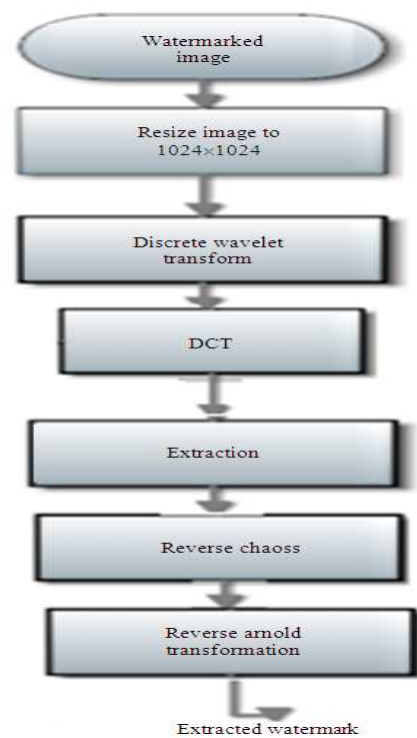 Watermarked
image
Resize image to
1024×1024
Discrete wavelet
transform
DCT
Extraction
Reverse chaoss
Reverse arnold
transformation
Extracted watermark